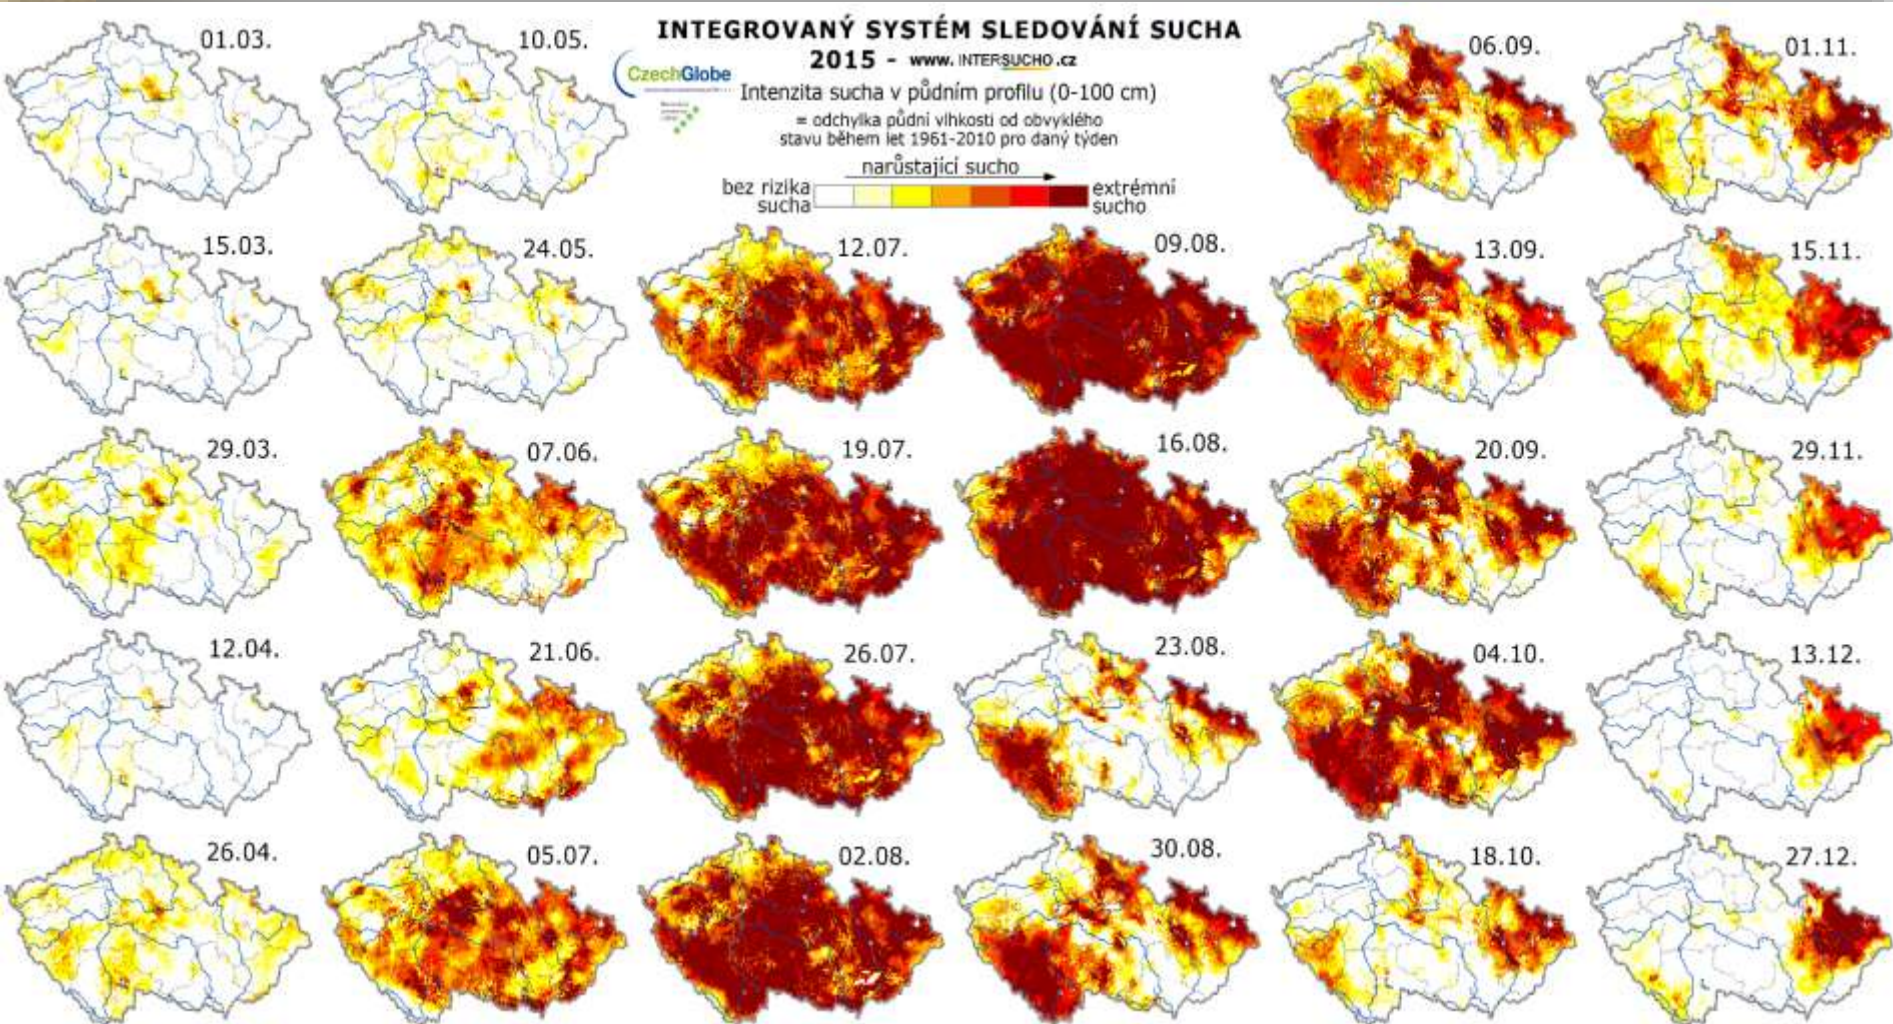 INTEGROVANÝ SYSTÉM SLEDOVÁNÍ SUCHA
2015 - www. INTERSUCHO.cz
CzechGlobe
Intenzita sucha v půdním profilu (0-100 cm)
= odchylka půdní vlhkosti od obvyklého
stavu během let 1961-2010 pro daný týden
narůstající sucho
bez rizika
sucha
extrémní
sucho
01.03.
15.03.
29.03.
12.04.
26.04.
10.05.
24.05.
07.06.
21.06.
05.07.
12.07.
19.07.
26.07.
02.08.
09.08.
16.08.
23.08.
30.08.
06.09.
13.09.
20.09.
04.10.
18.10.
01.11.
15.11.
29.11.
13.12.
27.12.